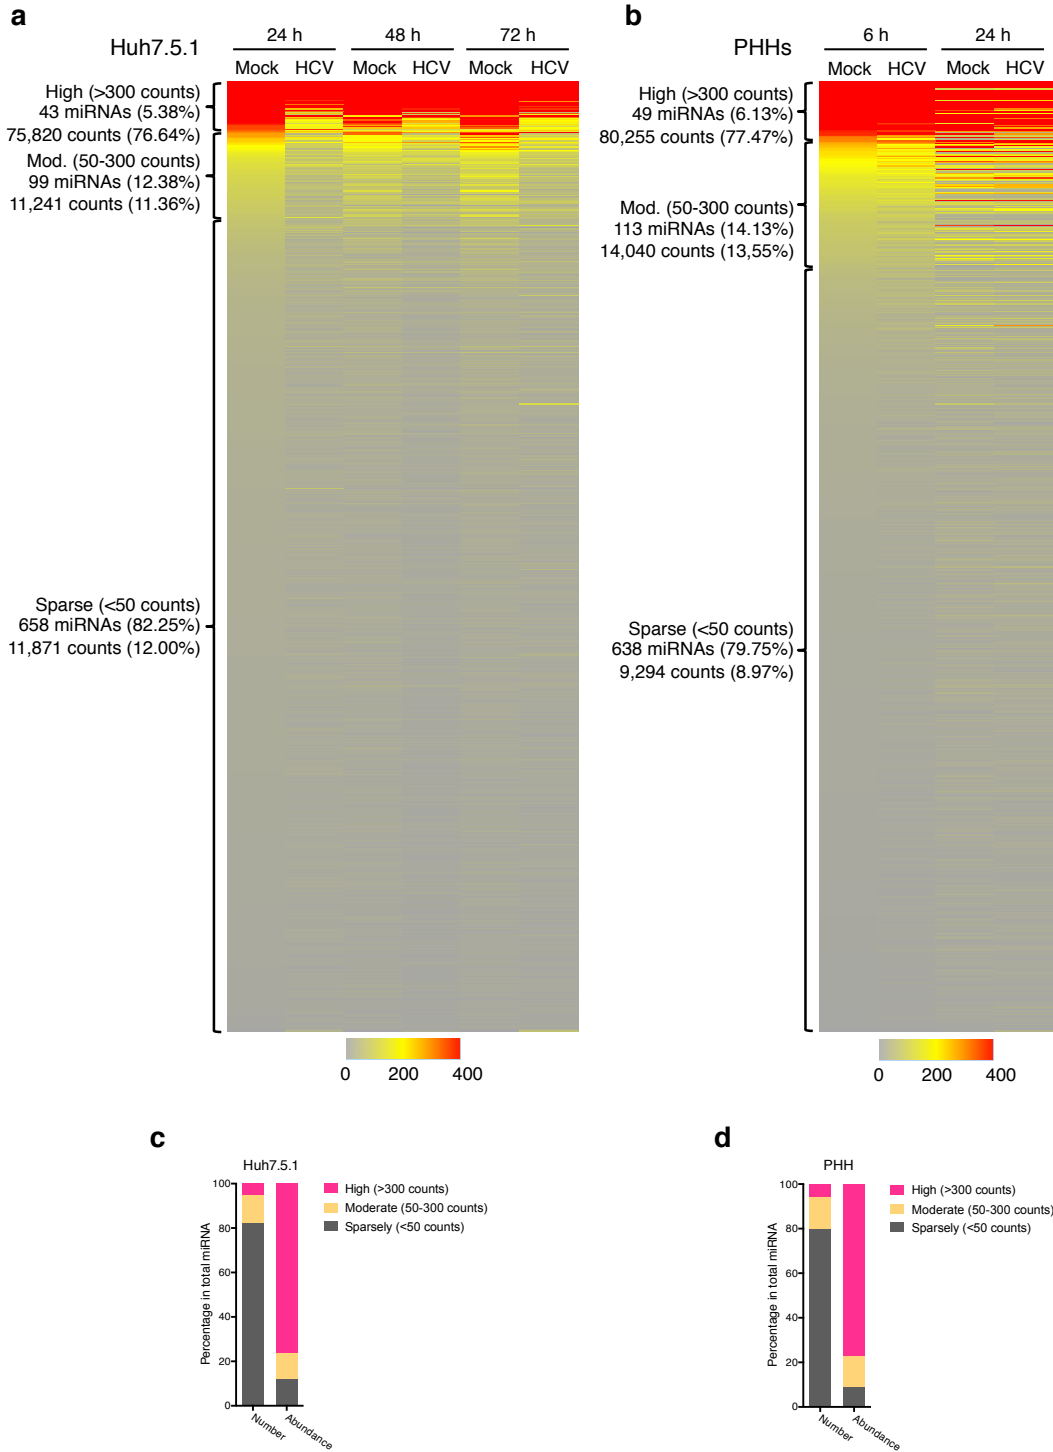 a
Huh7.5.1
24 h
48 h
72 h
Mock
HCV
Mock
HCV
Mock
HCV
High (>300 counts)
43 miRNAs (5.38%)
75,820 counts (76.64%)
Mod. (50-300 counts)
99 miRNAs (12.38%)
11,241 counts (11.36%)
Sparse (<50 counts)
658 miRNAs (82.25%)
11,871 counts (12.00%)
0
200
400
b
PHHs
6 h
24 h
Mock
HCV
Mock
HCV
High (>300 counts)
49 miRNAs (6.13%)
80,255 counts (77.47%)
Mod. (50-300 counts)
113 miRNAs (14.13%)
14,040 counts (13,55%)
Sparse (<50 counts)
638 miRNAs (79.75%)
9,294 counts (8.97%)
0
200
400
c
Huh7.5.1
Percentage in total miRNA
100
80
60
40
20
0
Number
Abundance
High (>300 counts)
Moderate (50-300 counts)
Sparsely (<50 counts)
d
PHH
Percentage in total miRNA
100
80
60
40
20
0
Number
Abundance
High (>300 counts)
Moderate (50-300 counts)
Sparsely (<50 counts)